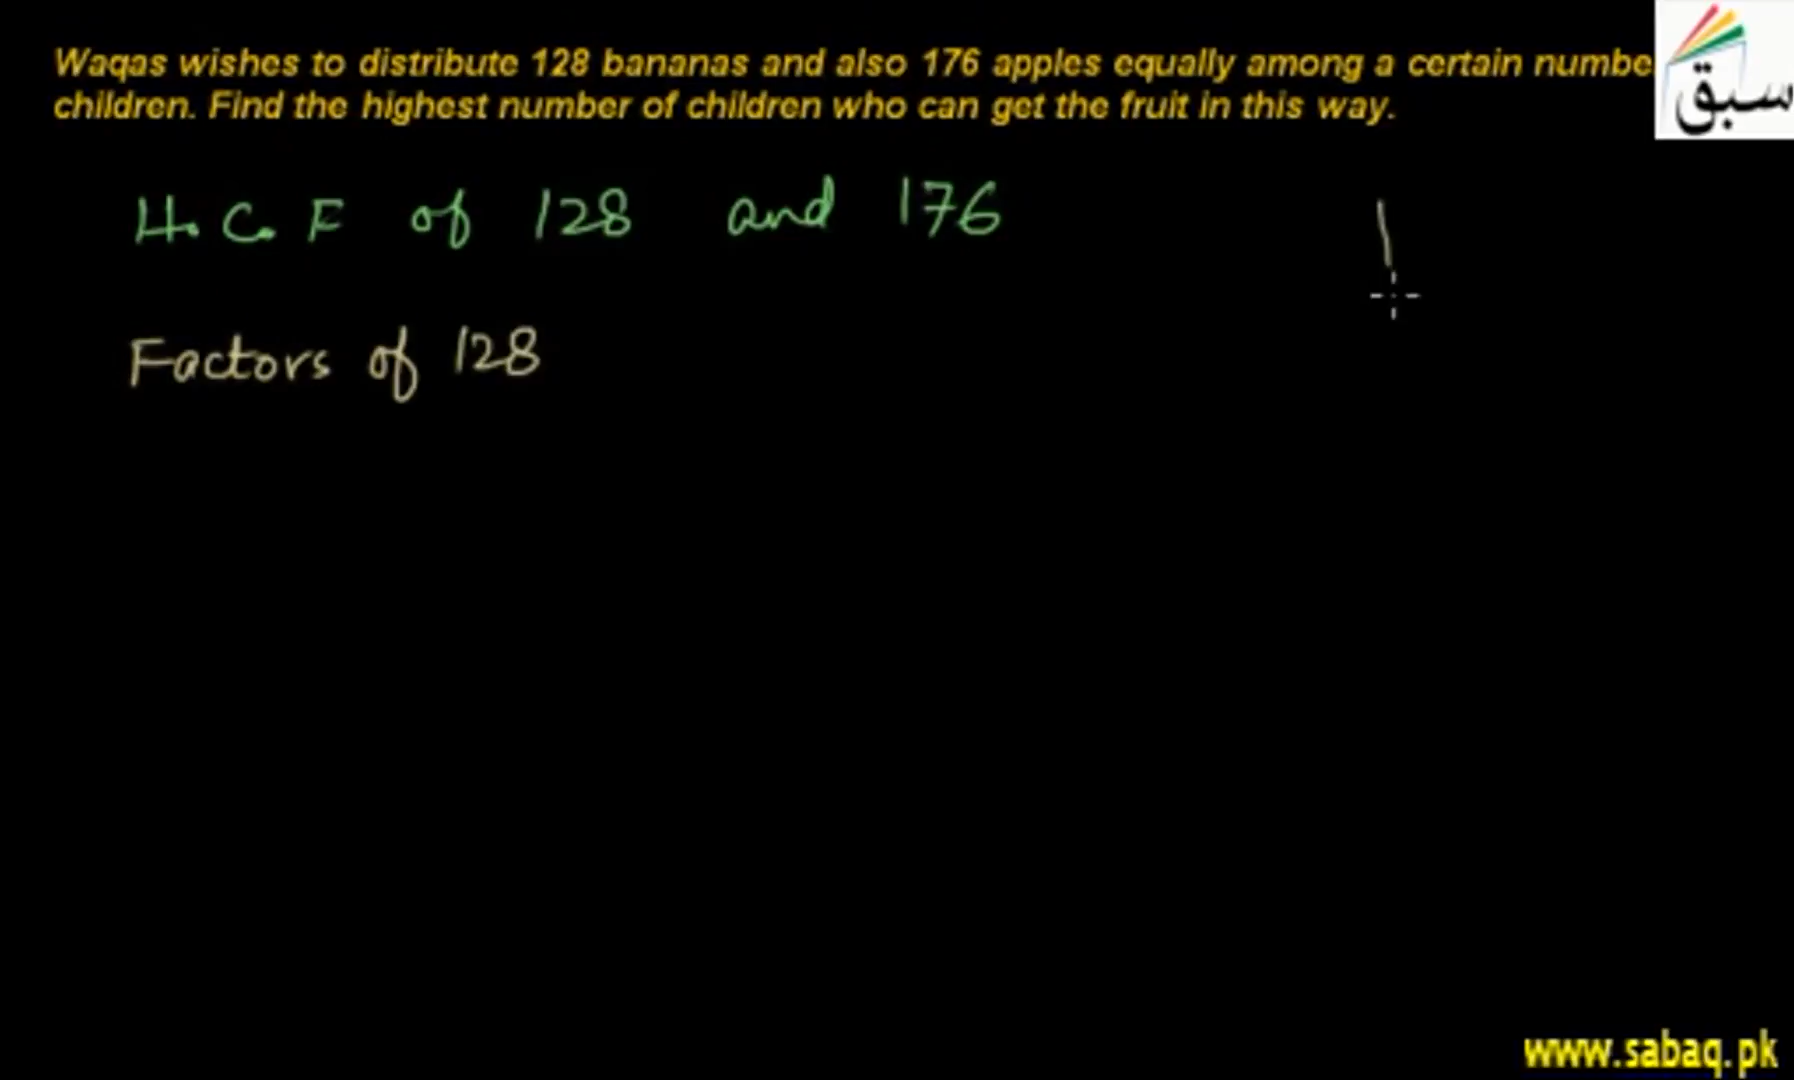 Waqas wishes to distribute 128 bananas and also 176 apples equally among a certain numbe
children. Find the highest number of children who can get the fruit in this way.
سبق
H.C.F of 128 and 176
Factors of 128
www.sabaq.pk